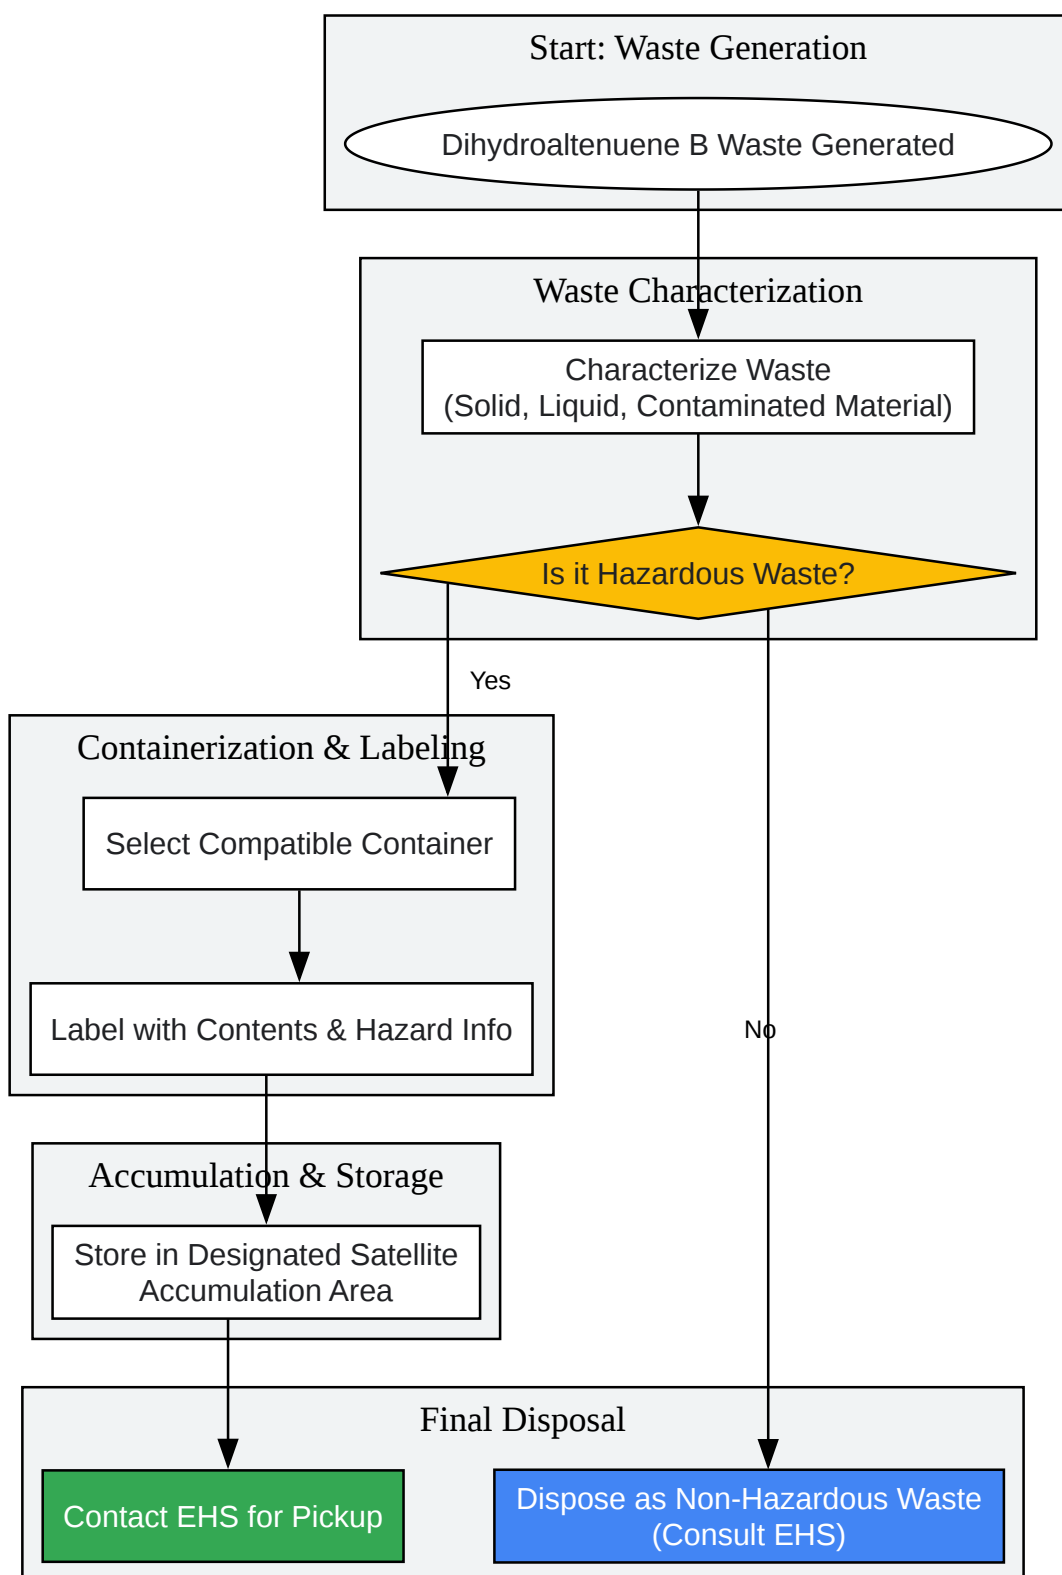 Start: Waste Generation
Dihydroaltenuene B Waste Generated
Waste Characterization
Characterize Waste
(Solid, Liquid, Contaminated Material)
Is it Hazardous Waste?
Yes
Containerization & Labeling
Select Compatible Container
Label with Contents & Hazard Info
No
Accumulation & Storage
Store in Designated Satellite
Accumulation Area
Final Disposal
Contact EHS for Pickup
Dispose as Non-Hazardous Waste
(Consult EHS)